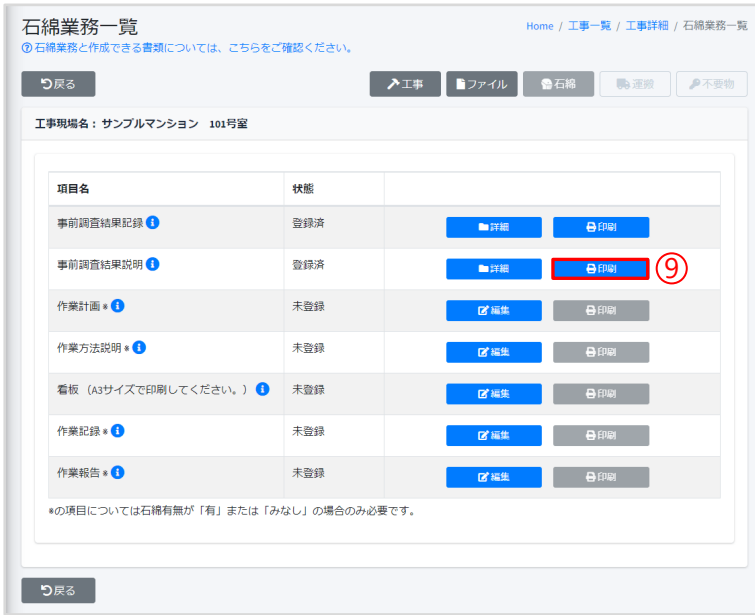 石綿業務一覧
Home / 工事一覧 / 工事詳細 / 石綿業務一覧
石綿業務と作成できる書類については、こちらをご確認ください。
戻る 工事 ファイル 石綿 運搬 不要物
工事現場名： サンプルマンション 101号室
項目名 状態
事前調査結果記録 登録済 詳細 印刷
事前調査結果説明 登録済 詳細 印刷 ⑨
作業計画※ 未登録 編集 印刷
作業方法説明※ 未登録 編集 印刷
看板 （A3サイズで印刷してください。） 未登録 編集 印刷
作業記録※ 未登録 編集 印刷
作業報告※ 未登録 編集 印刷
※の項目については石綿有無が「有」または「みなし」の場合のみ必要です。
戻る